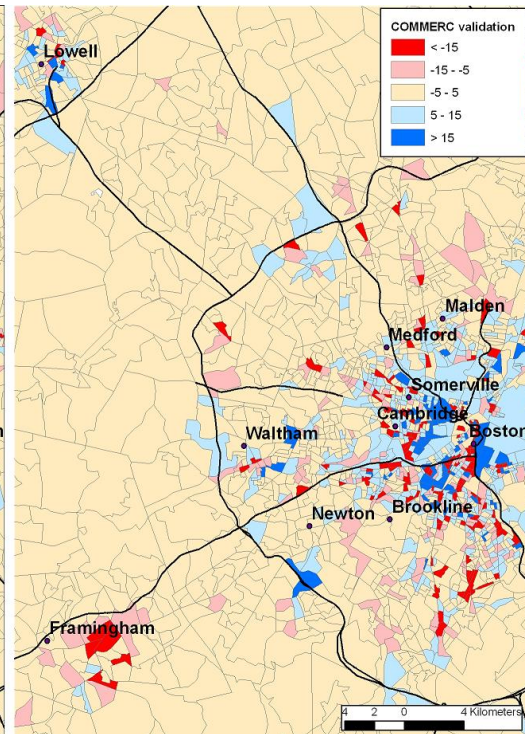 COMMERC validation
< -15
-15 - -5
-5 - 5
5 - 15
> 15
Lowell
Malden
Medford
Somerville
Cambridge
Boston
Waltham
Brookline
Newton
Framingham
4 2 0 4 Kilometers